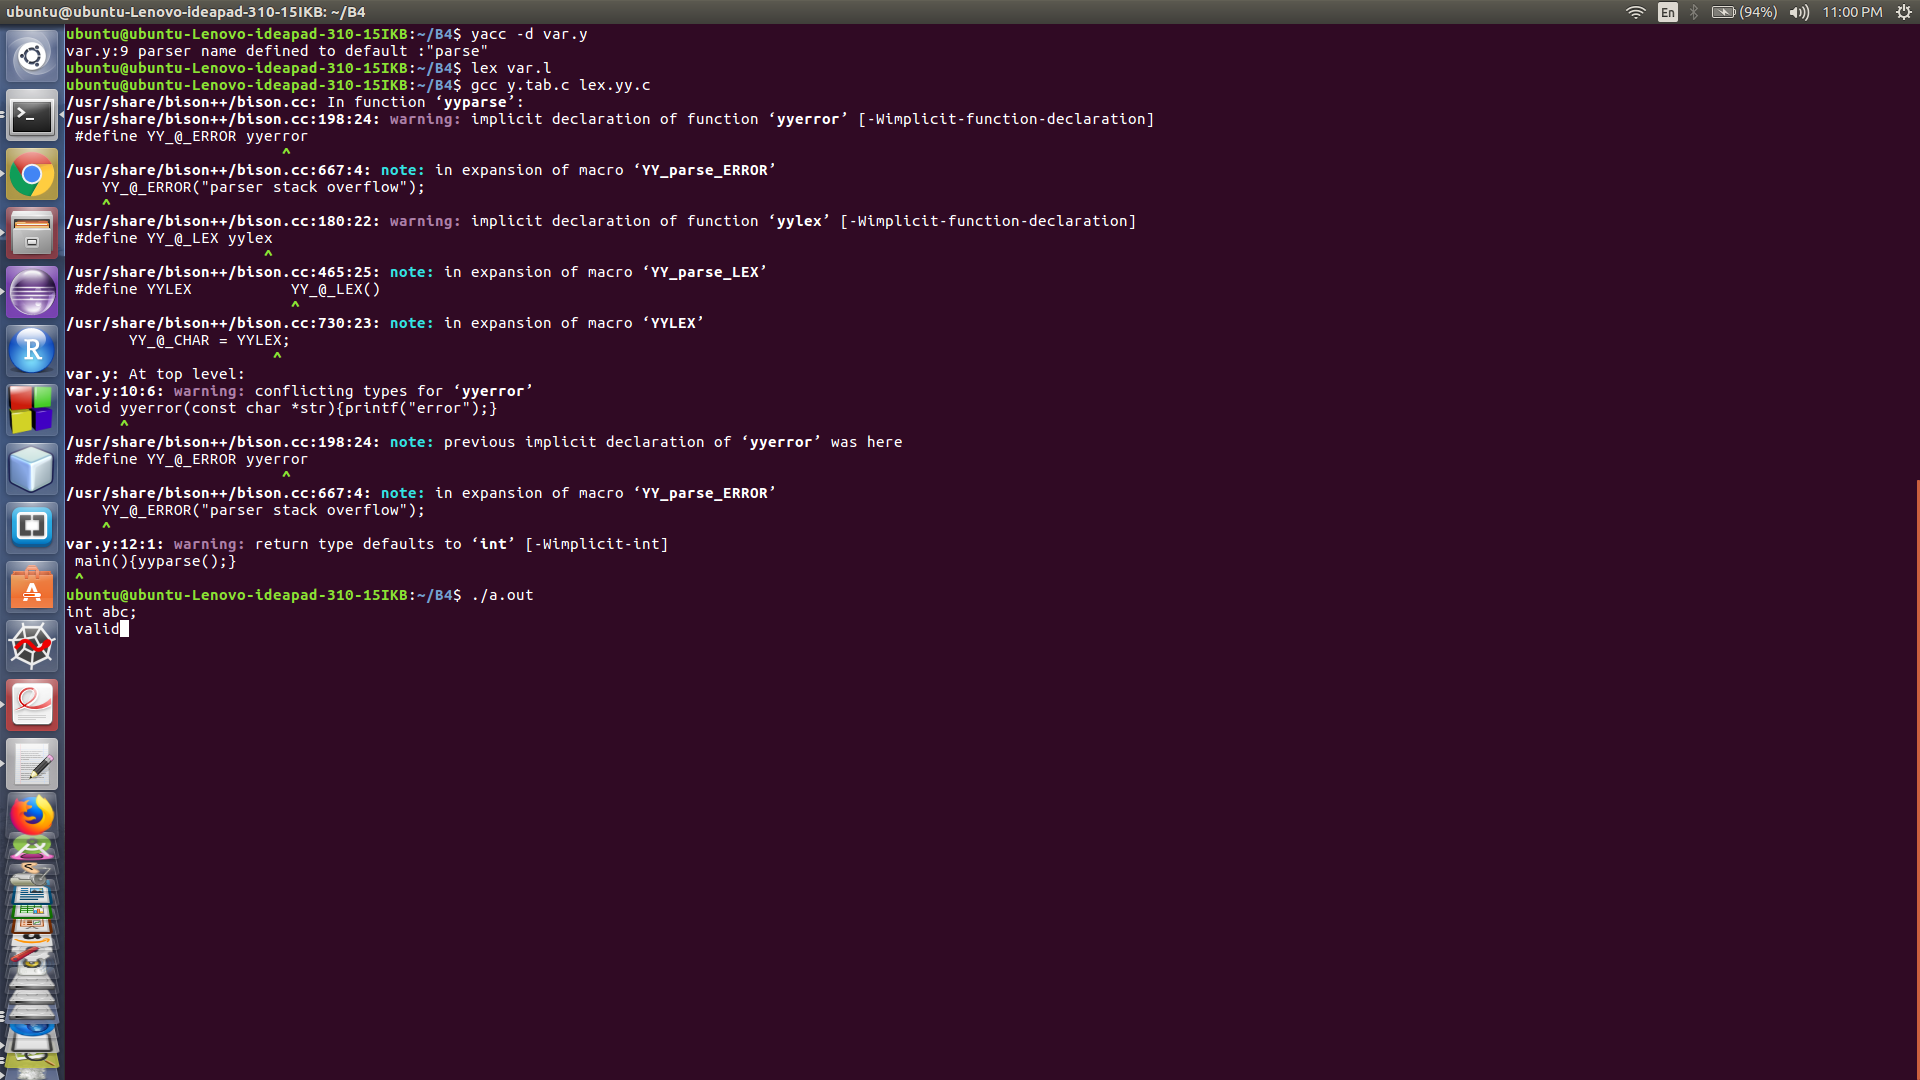 ubuntu@ubuntu-Lenovo-ideapad-310-15IKB: ~/B4
En
(94%)
11:00 PM
ubuntu@ubuntu-Lenovo-ideapad-310-15IKB:~/B4$ yacc -d var.y
var.y:9 parser name defined to default :"parse"
ubuntu@ubuntu-Lenovo-ideapad-310-15IKB:~/B4$ lex var.l
ubuntu@ubuntu-Lenovo-ideapad-310-15IKB:~/B4$ gcc y.tab.c lex.yy.c
/usr/share/bison++/bison.cc: In function ‘yyparse’:
/usr/share/bison++/bison.cc:198:24: warning: implicit declaration of function ‘yyerror’ [-Wimplicit-function-declaration]
 #define YY_@_ERROR yyerror
                        ^
/usr/share/bison++/bison.cc:667:4: note: in expansion of macro ‘YY_parse_ERROR’
    YY_@_ERROR("parser stack overflow");
    ^
/usr/share/bison++/bison.cc:180:22: warning: implicit declaration of function ‘yylex’ [-Wimplicit-function-declaration]
 #define YY_@_LEX yylex
                      ^
/usr/share/bison++/bison.cc:465:25: note: in expansion of macro ‘YY_parse_LEX’
 #define YYLEX           YY_@_LEX()
                         ^
/usr/share/bison++/bison.cc:730:23: note: in expansion of macro ‘YYLEX’
       YY_@_CHAR = YYLEX;
                       ^
var.y: At top level:
var.y:10:6: warning: conflicting types for ‘yyerror’
 void yyerror(const char *str){printf("error");}
      ^
/usr/share/bison++/bison.cc:198:24: note: previous implicit declaration of ‘yyerror’ was here
 #define YY_@_ERROR yyerror
                        ^
/usr/share/bison++/bison.cc:667:4: note: in expansion of macro ‘YY_parse_ERROR’
    YY_@_ERROR("parser stack overflow");
    ^
var.y:12:1: warning: return type defaults to ‘int’ [-Wimplicit-int]
 main(){yyparse();}
 ^
ubuntu@ubuntu-Lenovo-ideapad-310-15IKB:~/B4$ ./a.out
int abc;
 valid